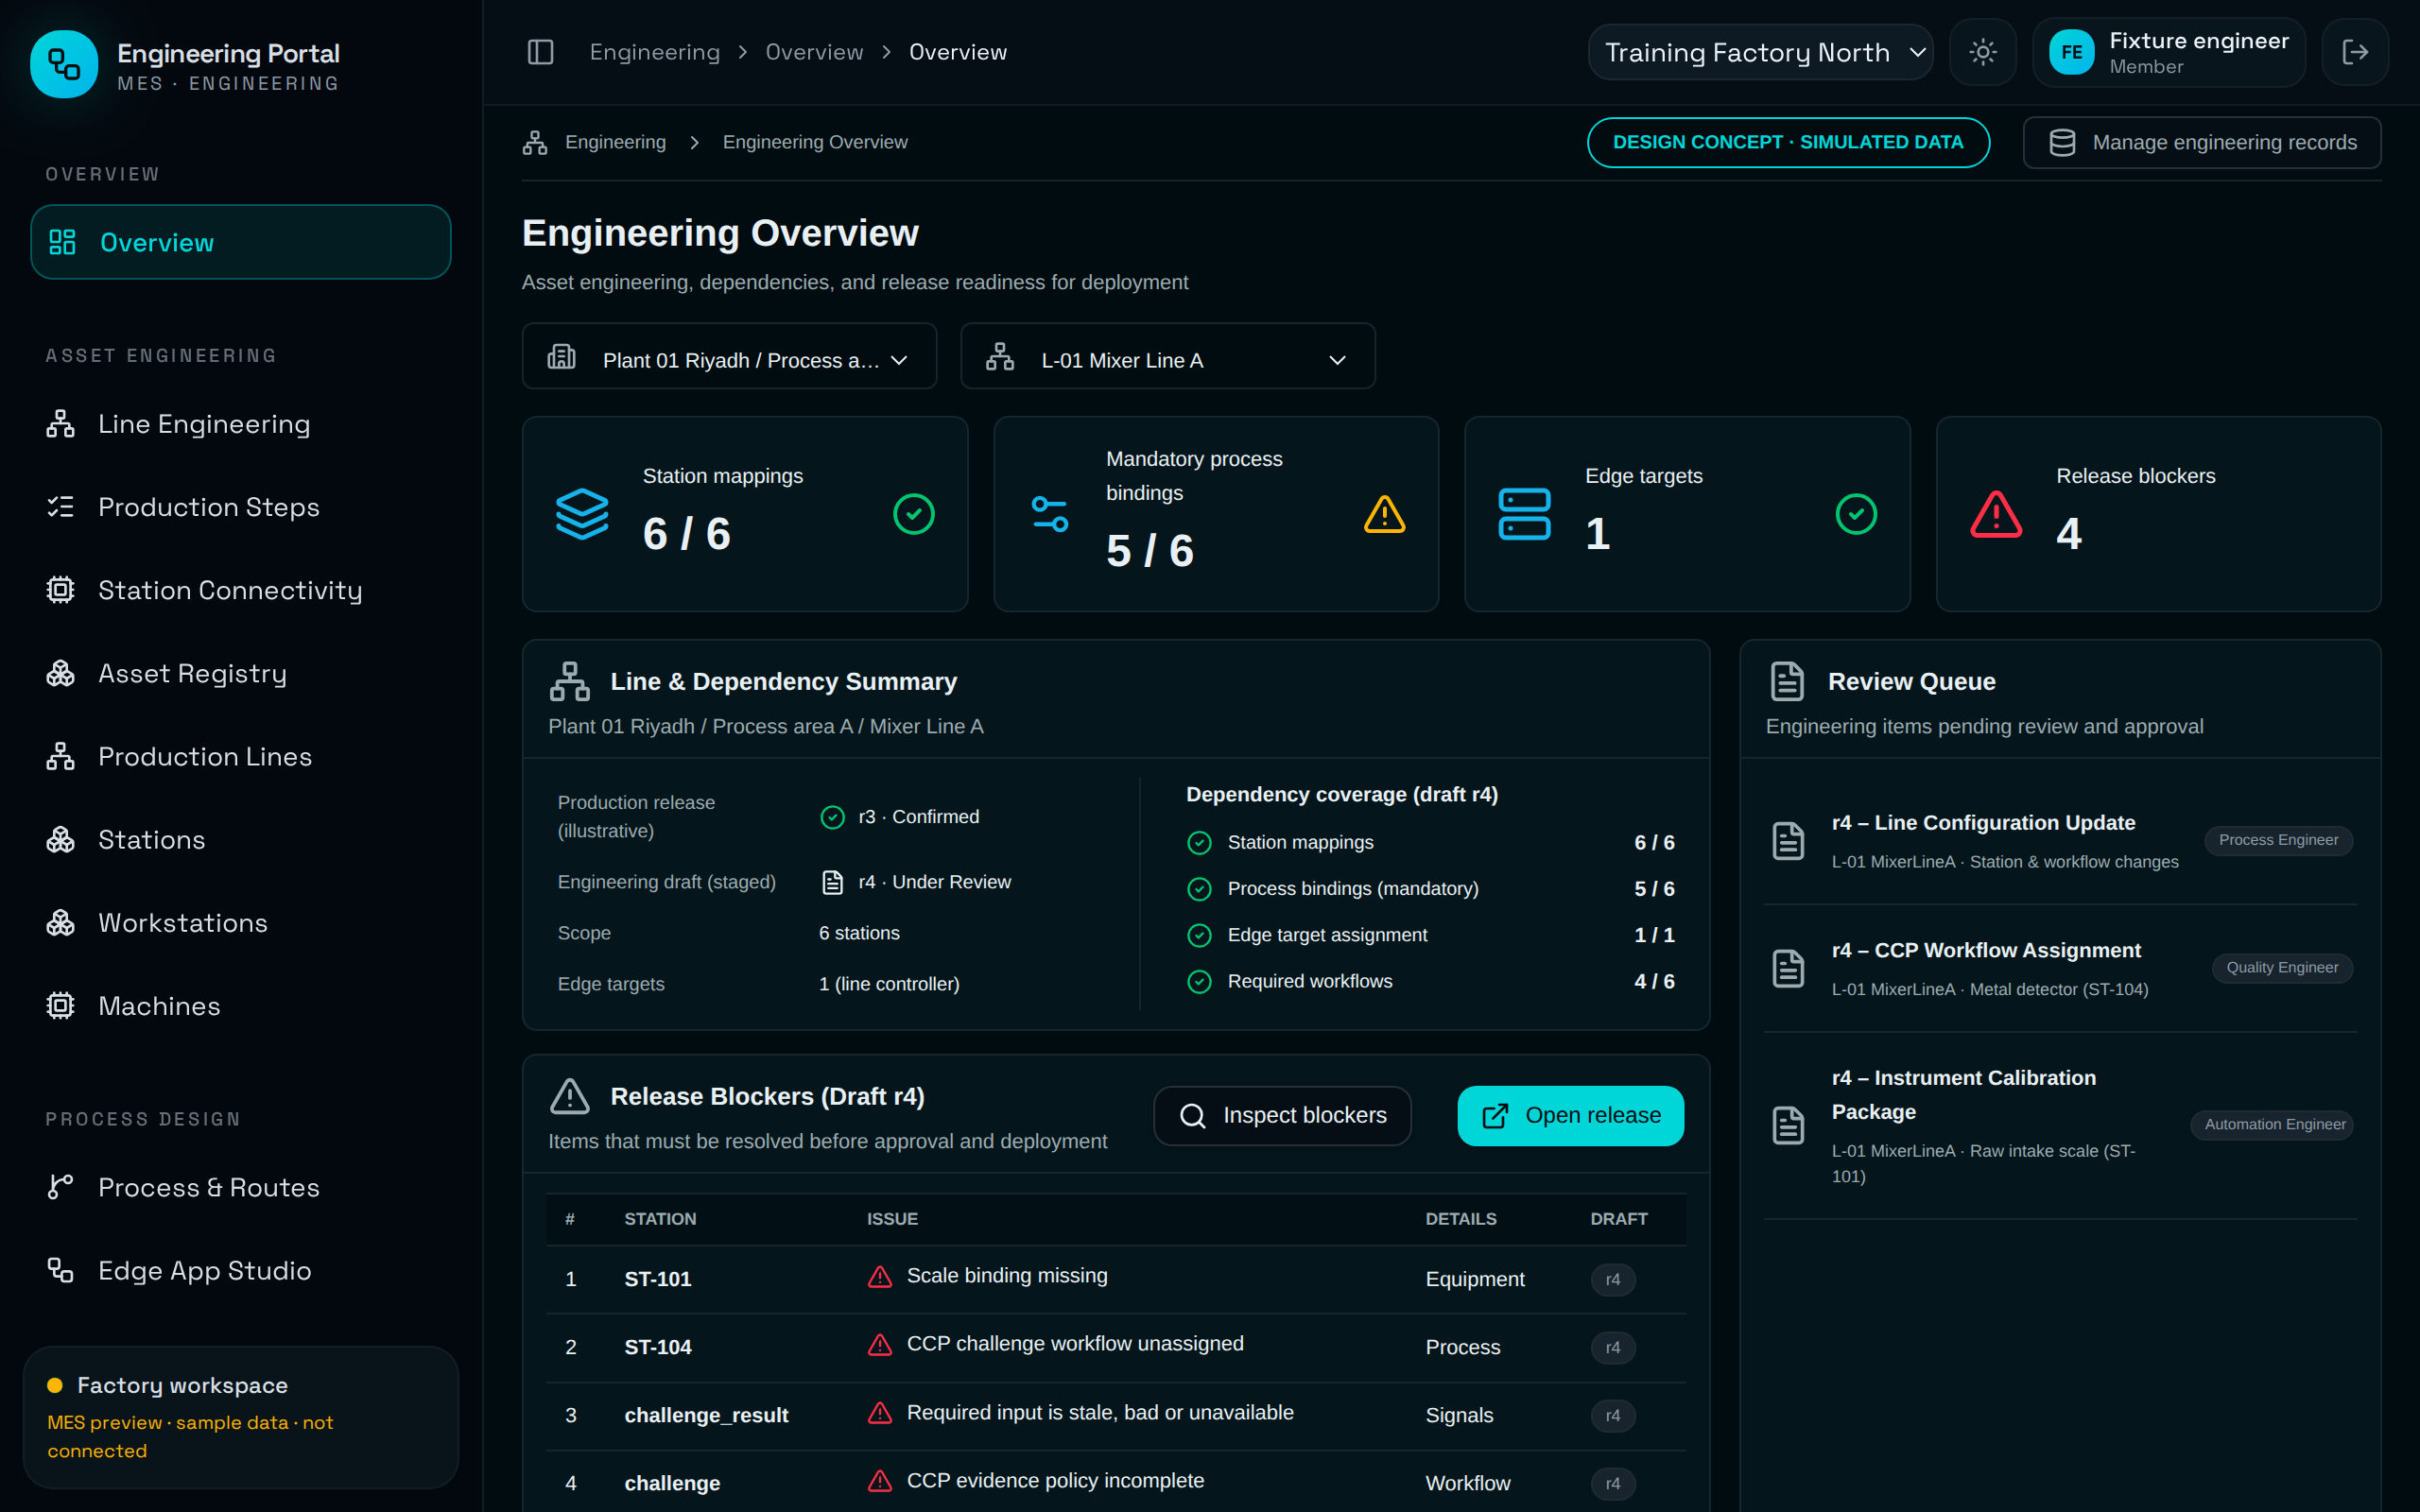 Engineering Portal
MES · ENGINEERING
OVERVIEW
Overview
ASSET ENGINEERING
Line Engineering
Production Steps
Station Connectivity
Asset Registry
Production Lines
Stations
Workstations
Machines
PROCESS DESIGN
Process & Routes
Edge App Studio
Factory workspace
MES preview · sample data · not
connected
Engineering > Overview > Overview
Training Factory North
FE
Fixture engineer
Member
Engineering > Engineering Overview
DESIGN CONCEPT · SIMULATED DATA
Manage engineering records
Engineering Overview
Asset engineering, dependencies, and release readiness for deployment
Plant 01 Riyadh / Process a...
L-01 Mixer Line A
Station mappings
6 / 6
Mandatory process
bindings
5 / 6
Edge targets
1
Release blockers
4
Line & Dependency Summary
Plant 01 Riyadh / Process area A / Mixer Line A
Production release
(illustrative)
r3 · Confirmed
Engineering draft (staged)
r4 · Under Review
Scope
6 stations
Edge targets
1 (line controller)
Dependency coverage (draft r4)
Station mappings 6 / 6
Process bindings (mandatory) 5 / 6
Edge target assignment 1 / 1
Required workflows 4 / 6
Release Blockers (Draft r4)
Items that must be resolved before approval and deployment
Inspect blockers
Open release
# STATION ISSUE DETAILS DRAFT
1 ST-101 Scale binding missing Equipment r4
2 ST-104 CCP challenge workflow unassigned Process r4
3 challenge_result Required input is stale, bad or unavailable Signals r4
4 challenge CCP evidence policy incomplete Workflow r4
Review Queue
Engineering items pending review and approval
r4 – Line Configuration Update
L-01 MixerLineA · Station & workflow changes
Process Engineer
r4 – CCP Workflow Assignment
L-01 MixerLineA · Metal detector (ST-104)
Quality Engineer
r4 – Instrument Calibration
Package
L-01 MixerLineA · Raw intake scale (ST-
101)
Automation Engineer